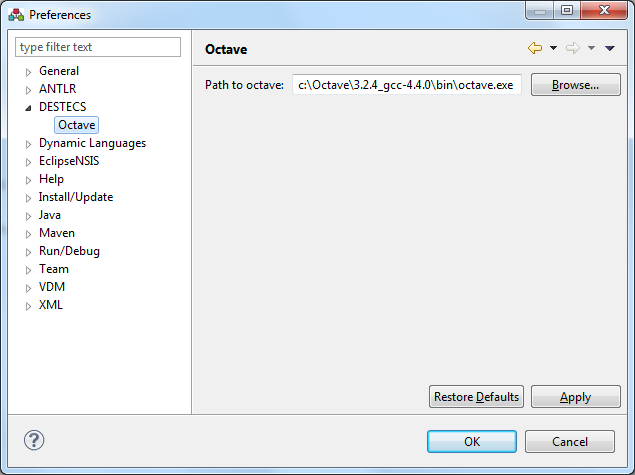 Preferences
type filter text
General
ANTLR
DESTECS
Octave
Dynamic Languages
EclipseNSIS
Help
Install/Update
Java
Maven
Run/Debug
Team
VDM
XML
Octave
Path to octave: c:\Octave\3.2.4_gcc-4.4.0\bin\octave.exe Browse...
Restore Defaults Apply
? OK Cancel